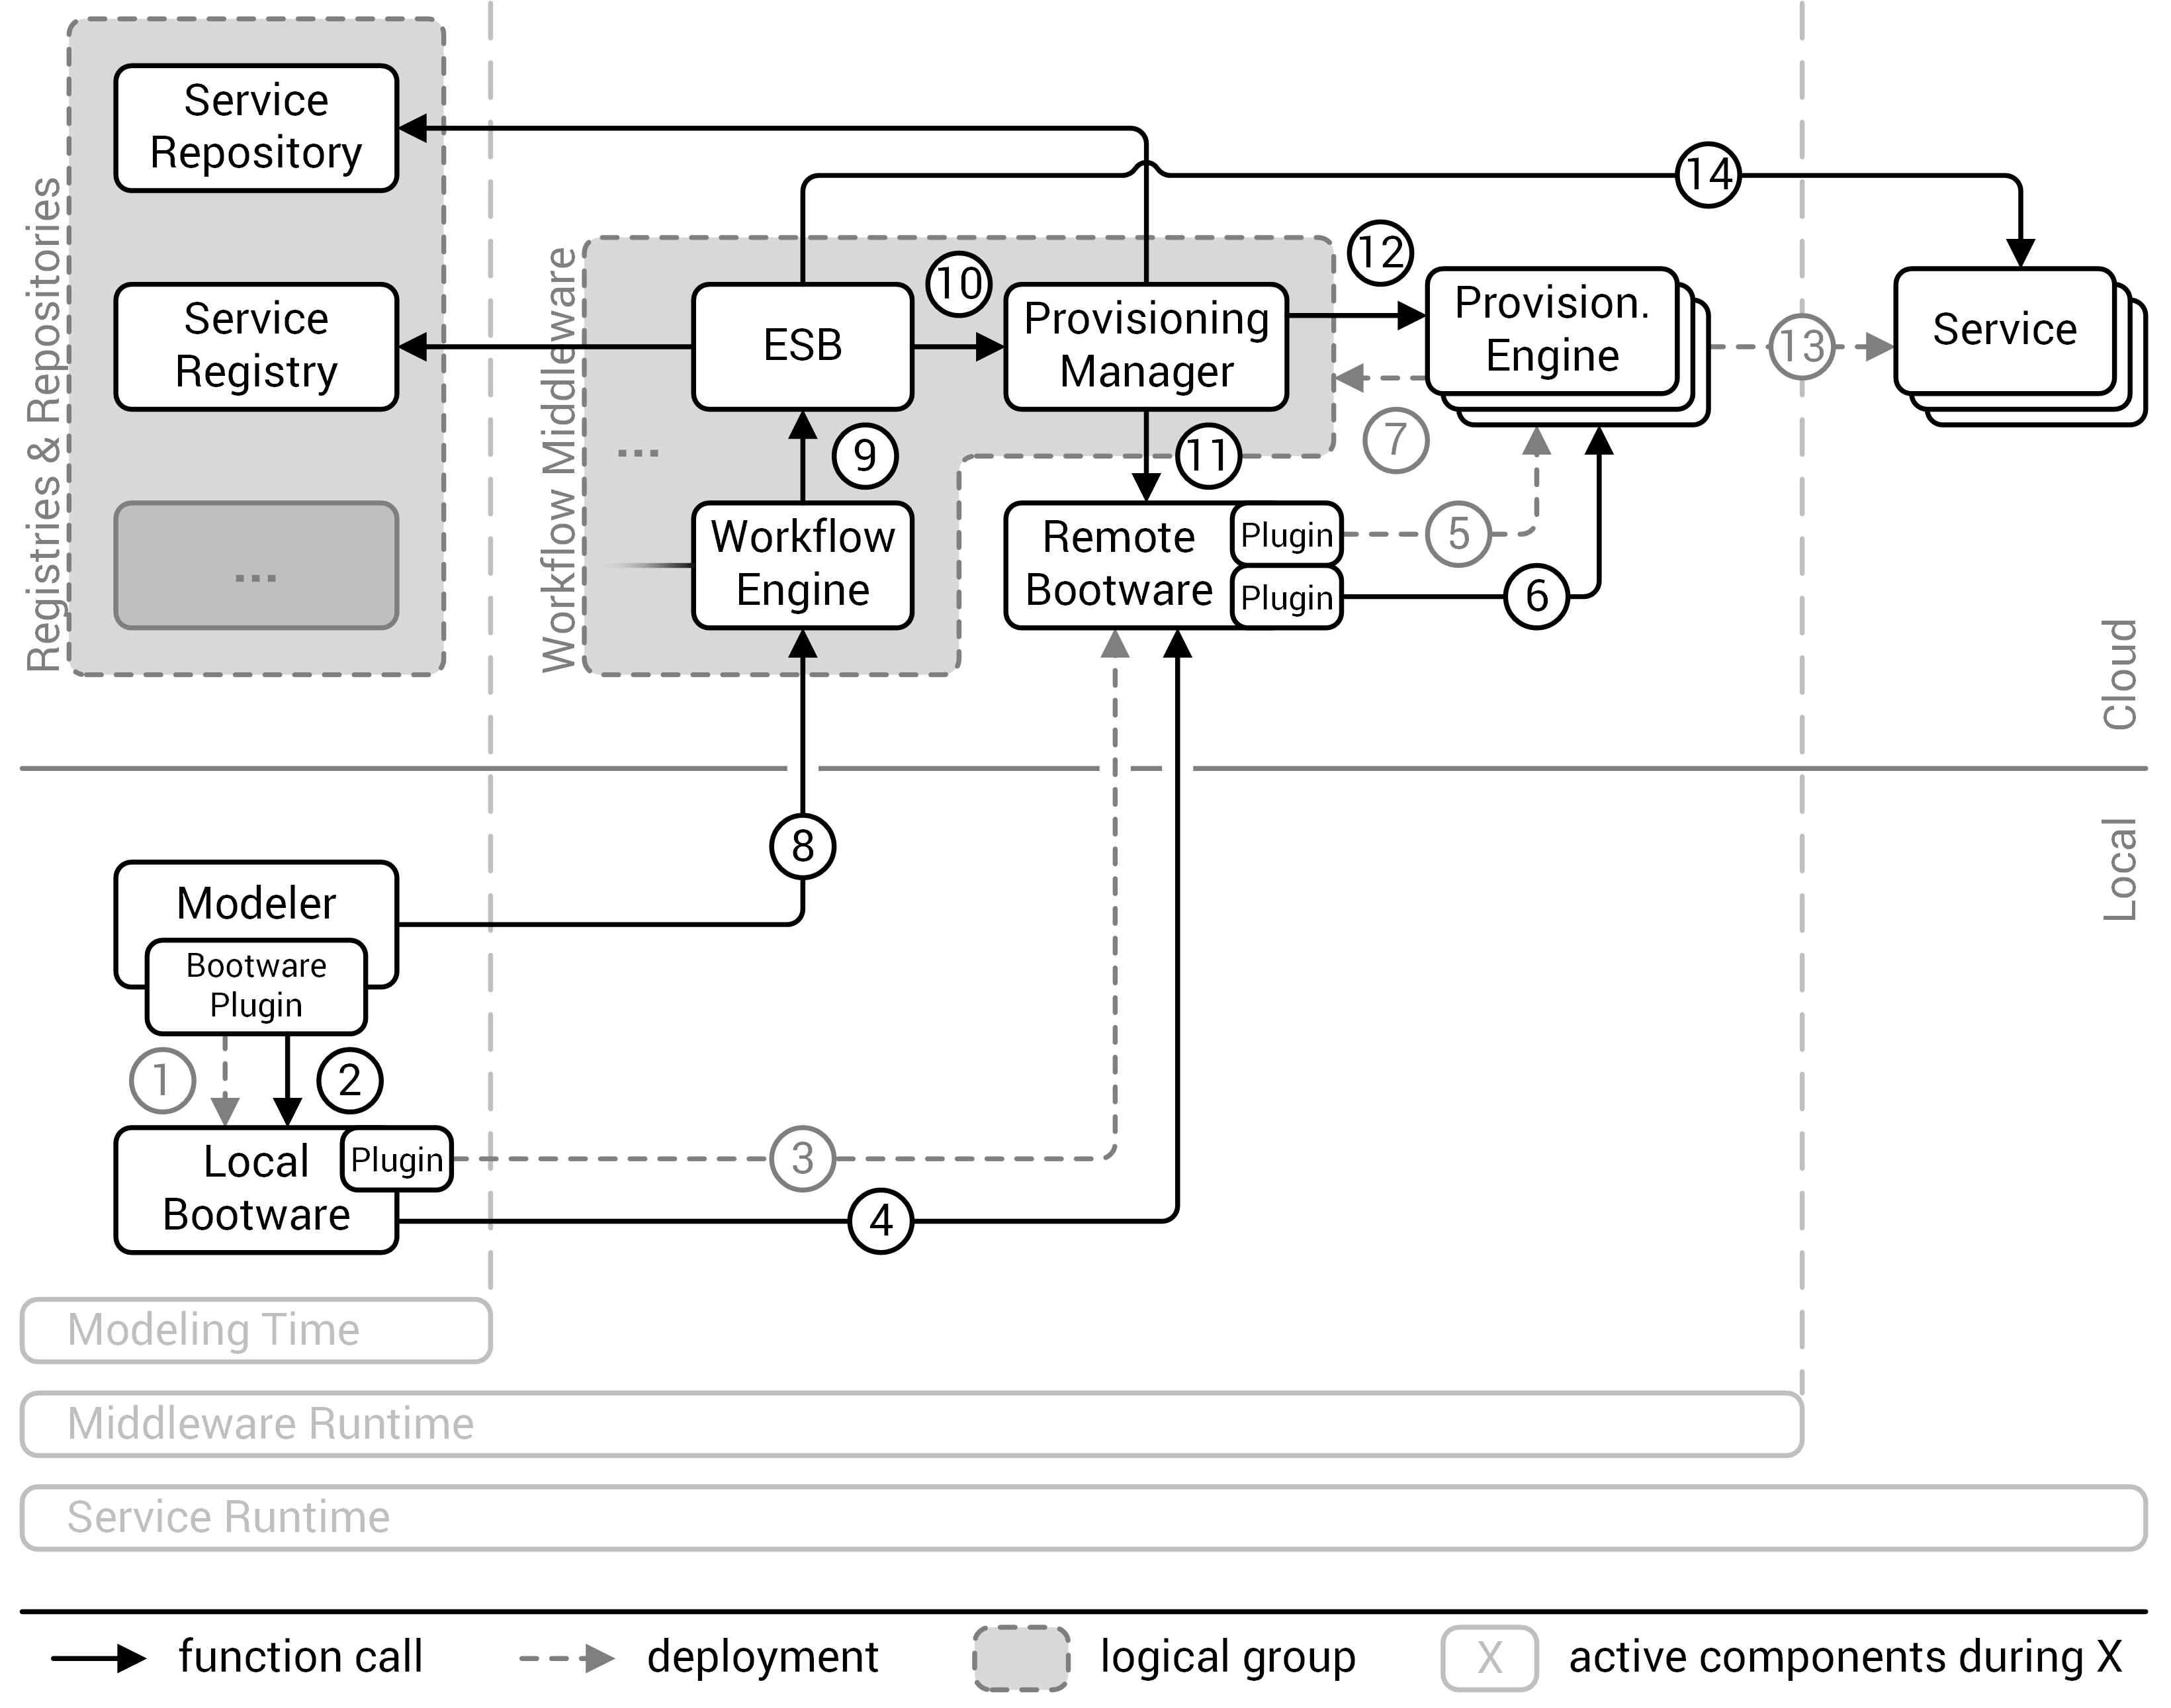 Registries & Repositories
Service
Repository
Service
Registry
...
Workflow Middleware
ESB
Provisioning
Manager
...
Workflow
Engine
Remote
Bootware
Plugin
Plugin
Provision.
Engine
Service
14
10
12
13
7
9
11
5
6
Cloud
Local
8
Modeler
Bootware
Plugin
1
2
Local
Bootware
Plugin
3
4
Modeling Time
Middleware Runtime
Service Runtime
function call
deployment
logical group
X
active components during X